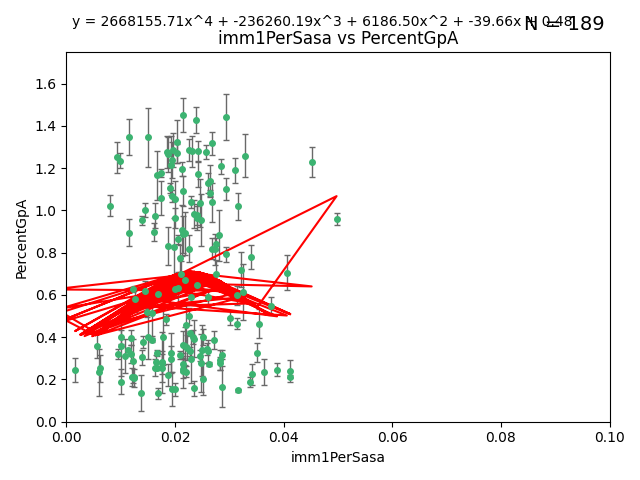 y = 2668155.71x^4 + -236260.19x^3 + 6186.50x^2 + -39.66x + 0.48
N = 189
imm1PerSasa vs PercentGpA
PercentGpA
1.6
1.4
1.2
1.0
0.8
0.6
0.4
0.2
0.0
0.00 0.02 0.04 0.06 0.08 0.10
imm1PerSasa